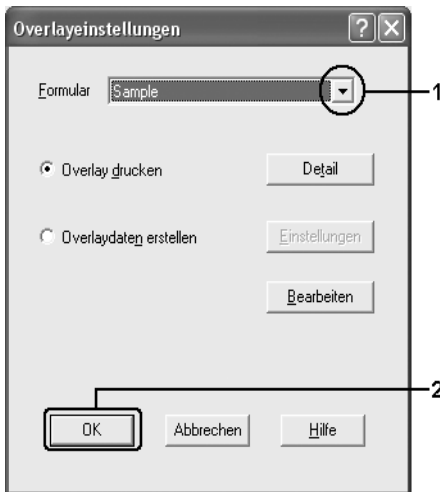 Overlayeinstellungen
Formular Sample 1
Overlay drucken Detail
Overlaydaten erstellen Einstellungen
Bearbeiten
2
OK Abbrechen Hilfe